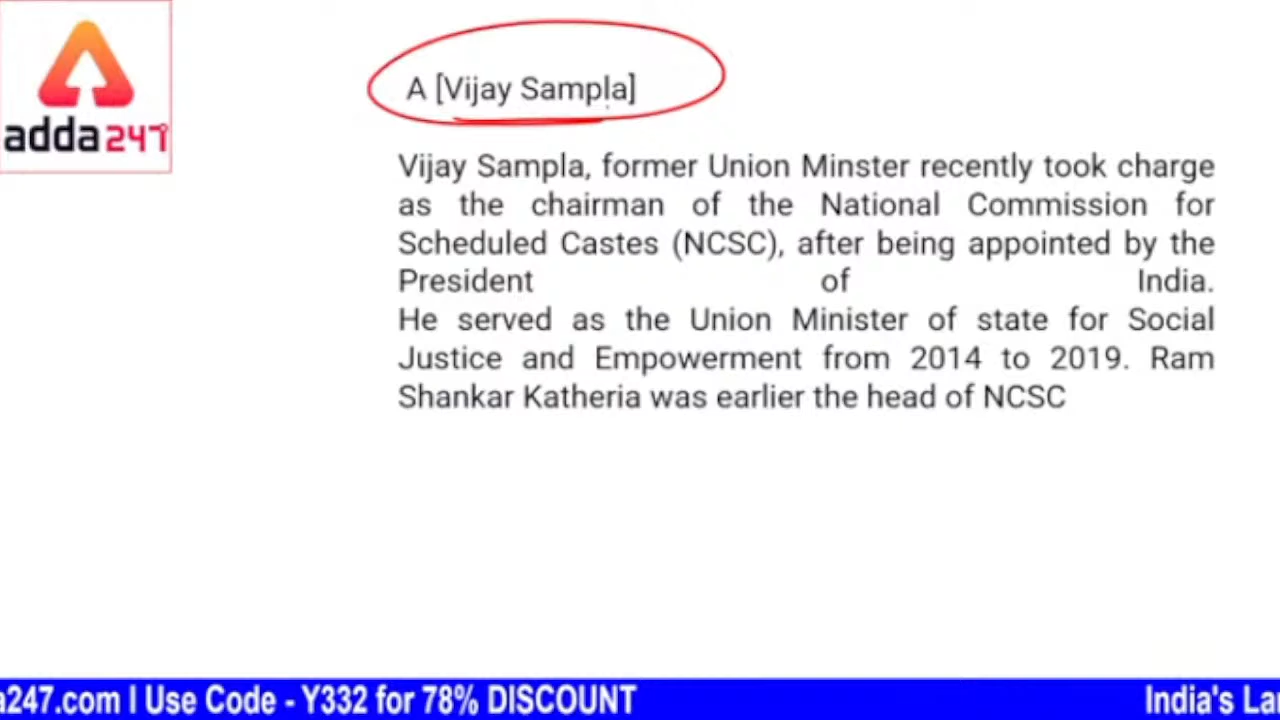 adda247
A [Vijay Sampla]
Vijay Sampla, former Union Minster recently took charge
as the chairman of the National Commission for
Scheduled Castes (NCSC), after being appointed by the
President of India.
He served as the Union Minister of state for Social
Justice and Empowerment from 2014 to 2019. Ram
Shankar Katheria was earlier the head of NCSC
a247.com I Use Code - Y332 for 78% DISCOUNT India's La